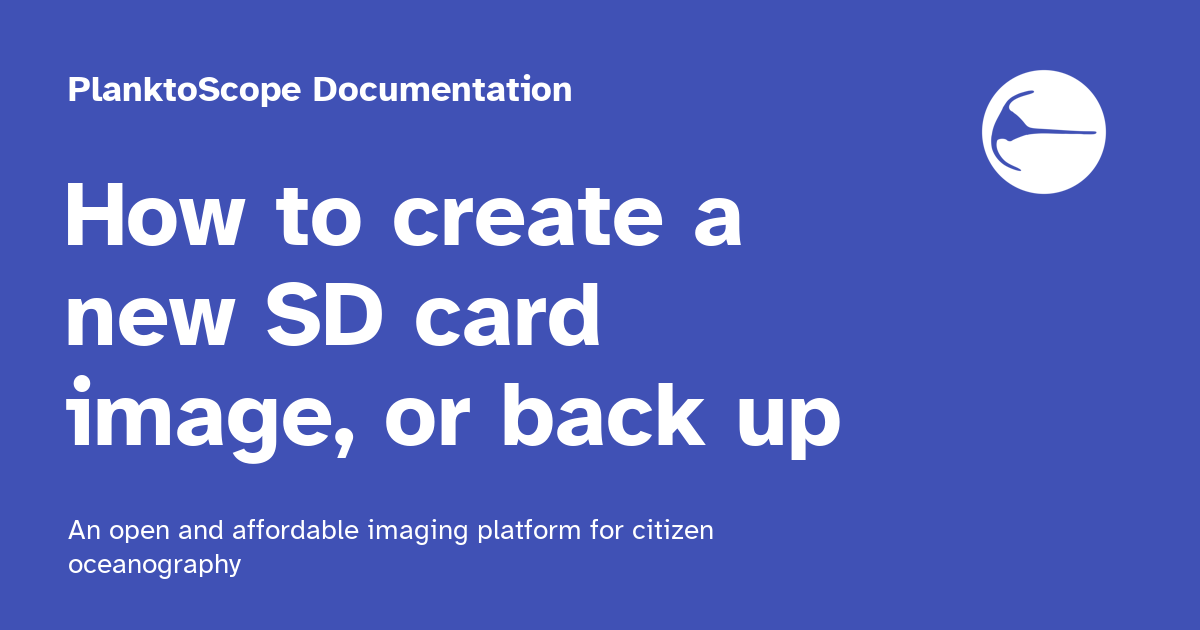 PlanktoScope Documentation
How to create a
new SD card
image, or back up
An open and affordable imaging platform for citizen
oceanography